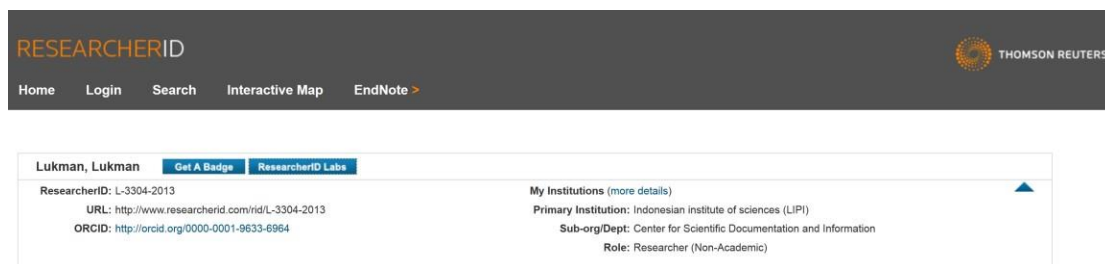 RESEARCHERID
THOMSON REUTERS
Home Login Search Interactive Map EndNote >
Lukman, Lukman Get A Badge ResearcherID Labs
ResearcherID: L-3304-2013
URL: http://www.researcherid.com/rid/L-3304-2013
ORCID: http://orcid.org/0000-0001-9633-6964
My Institutions (more details)
Primary Institution: Indonesian institute of sciences (LIPI)
Sub-org/Dept: Center for Scientific Documentation and Information
Role: Researcher (Non-Academic)